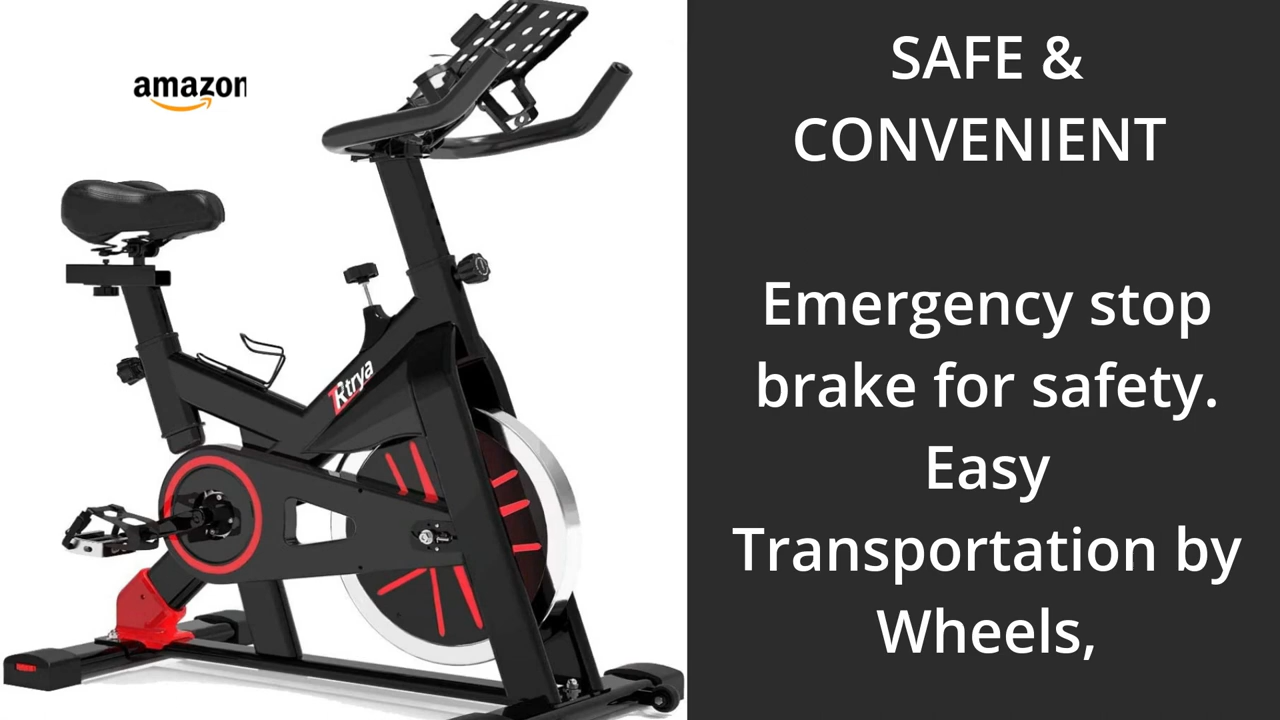 amazon
Rtrya
SAFE &
CONVENIENT
Emergency stop
brake for safety.
Easy
Transportation by
Wheels,